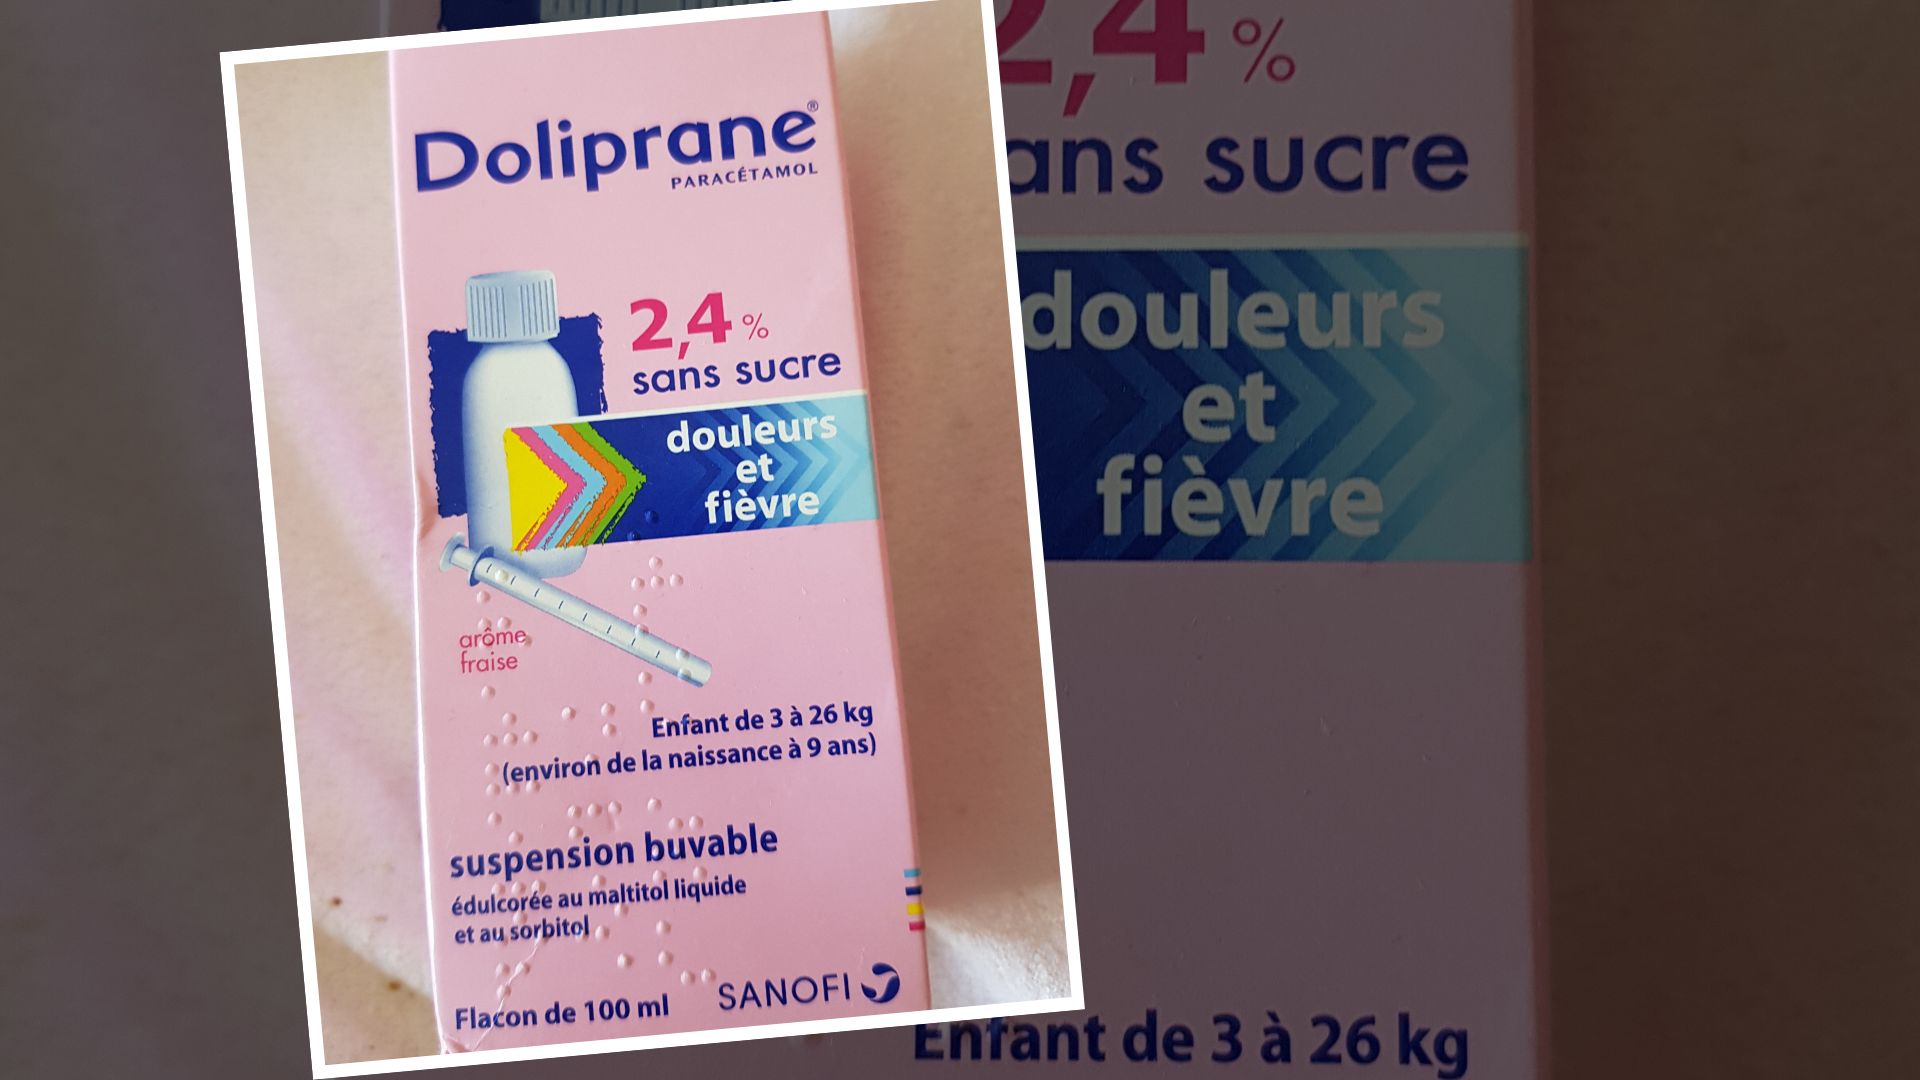 Doliprane®
PARACÉTAMOL
2,4 %
sans sucre
douleurs
et
fièvre
arôme
fraise
Enfant de 3 à 26 kg
(environ de la naissance à 9 ans)
suspension buvable
édulcorée au maltitol liquide
et au sorbitol
Flacon de 100 ml
SANOFI
2,4 %
ans sucre
douleurs
et
fièvre
Enfant de 3 à 26 kg